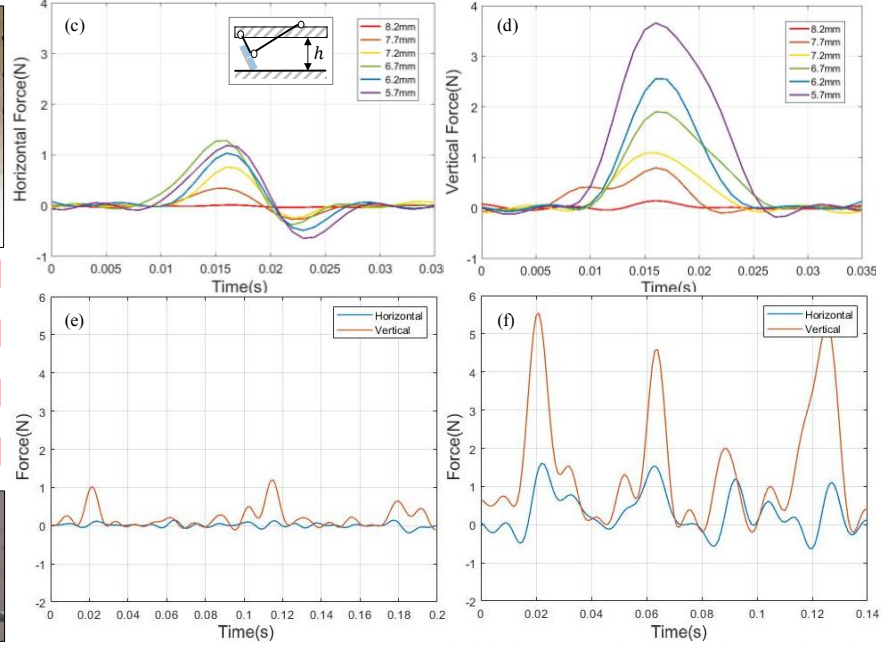 (c)
Horizontal Force(N)
4
3
2
1
0
-1
h
8.2mm
7.7mm
7.2mm
6.7mm
6.2mm
5.7mm
0 0.005 0.01 0.015 0.02 0.025 0.03 0.03
Time(s)
(d)
Vertical Force(N)
4
3
2
1
0
-1
8.2mm
7.7mm
7.2mm
6.7mm
6.2mm
5.7mm
0 0.005 0.01 0.015 0.02 0.025 0.03 0.035
Time(s)
(e)
Force(N)
6
5
4
3
2
1
0
-1
-2
Horizontal
Vertical
0 0.02 0.04 0.06 0.08 0.1 0.12 0.14 0.16 0.18 0.2
Time(s)
(f)
Force(N)
6
5
4
3
2
1
0
-1
-2
Horizontal
Vertical
0 0.02 0.04 0.06 0.08 0.1 0.12 0.14
Time(s)